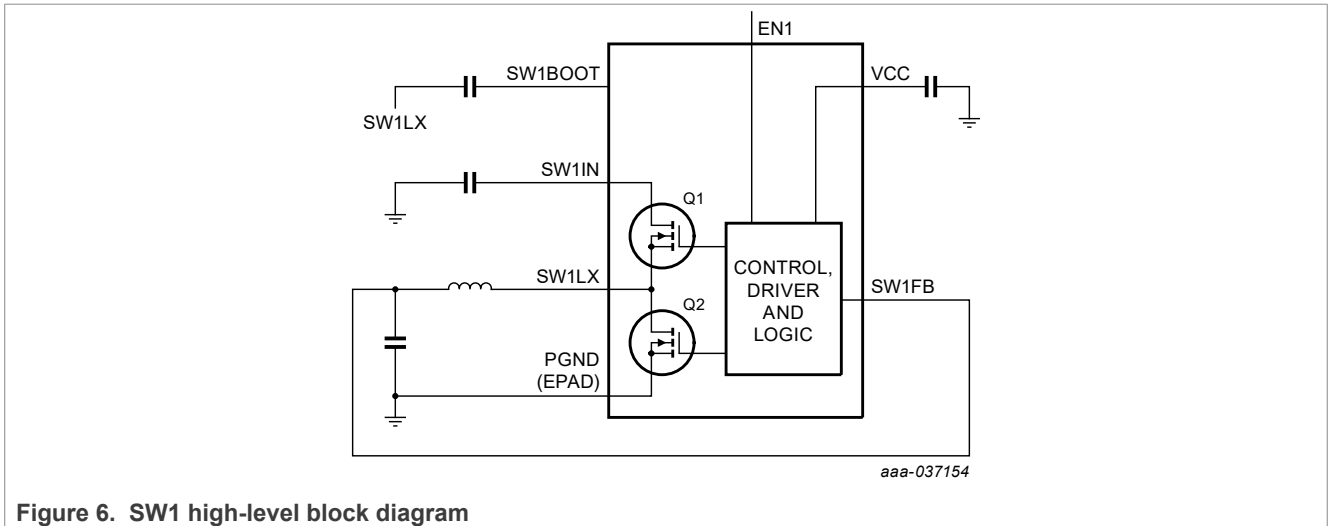 EN1
SW1BOOT
VCC
SW1LX
SW1IN
Q1
SW1LX
CONTROL,
DRIVER
AND
LOGIC
SW1FB
Q2
PGND
(EPAD)
aaa-037154
Figure 6. SW1 high-level block diagram